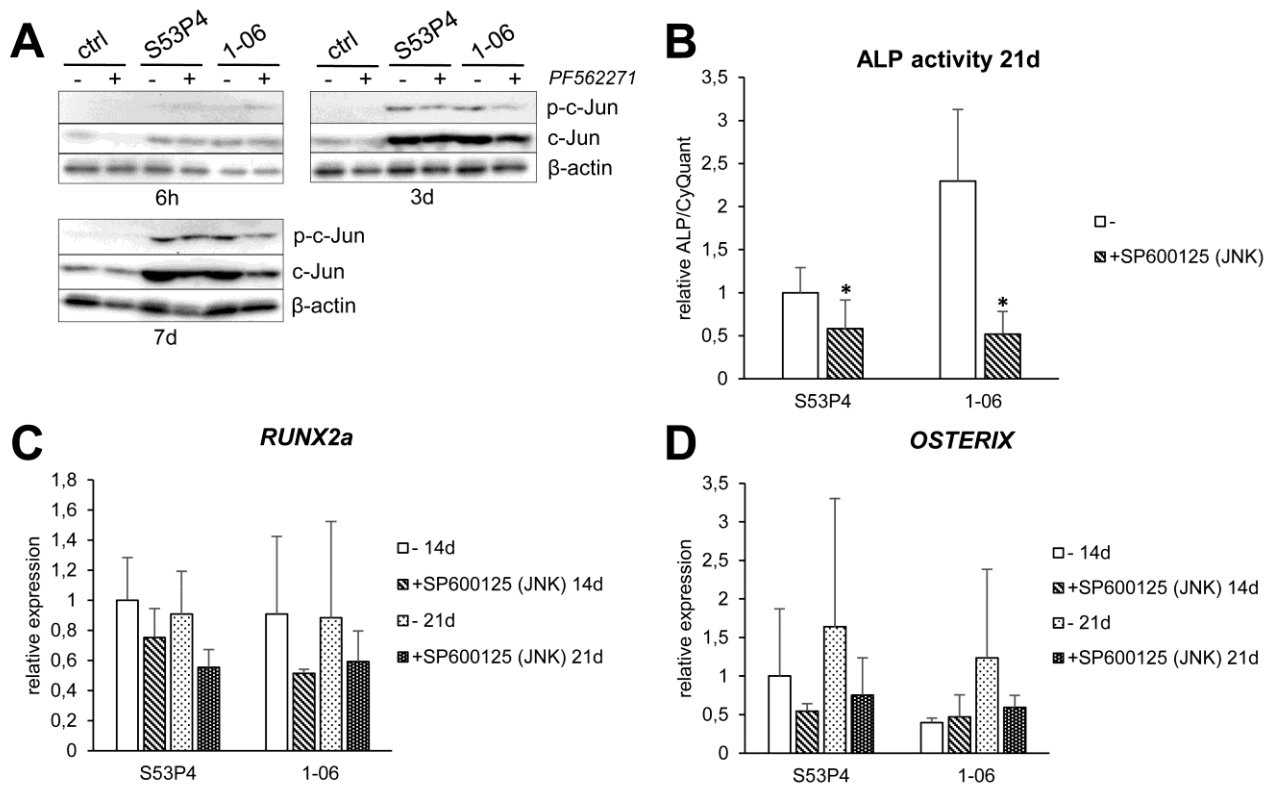 A
ctrl S53P4 1-06 ctrl S53P4 1-06
- + - + - + - + - + - + PF562271
p-c-Jun
c-Jun
β-actin
6h 3d
p-c-Jun
c-Jun
β-actin
7d
B
ALP activity 21d
relative ALP/CyQuant
3,5
3
2,5
2
1,5
1
0,5
0
* *
S53P4 1-06
-
+SP600125 (JNK)
C
RUNX2a
relative expression
1,8
1,6
1,4
1,2
1
0,8
0,6
0,4
0,2
0
S53P4 1-06
- 14d
+SP600125 (JNK) 14d
- 21d
+SP600125 (JNK) 21d
D
OSTERIX
relative expression
3,5
3
2,5
2
1,5
1
0,5
0
S53P4 1-06
- 14d
+SP600125 (JNK) 14d
- 21d
+SP600125 (JNK) 21d